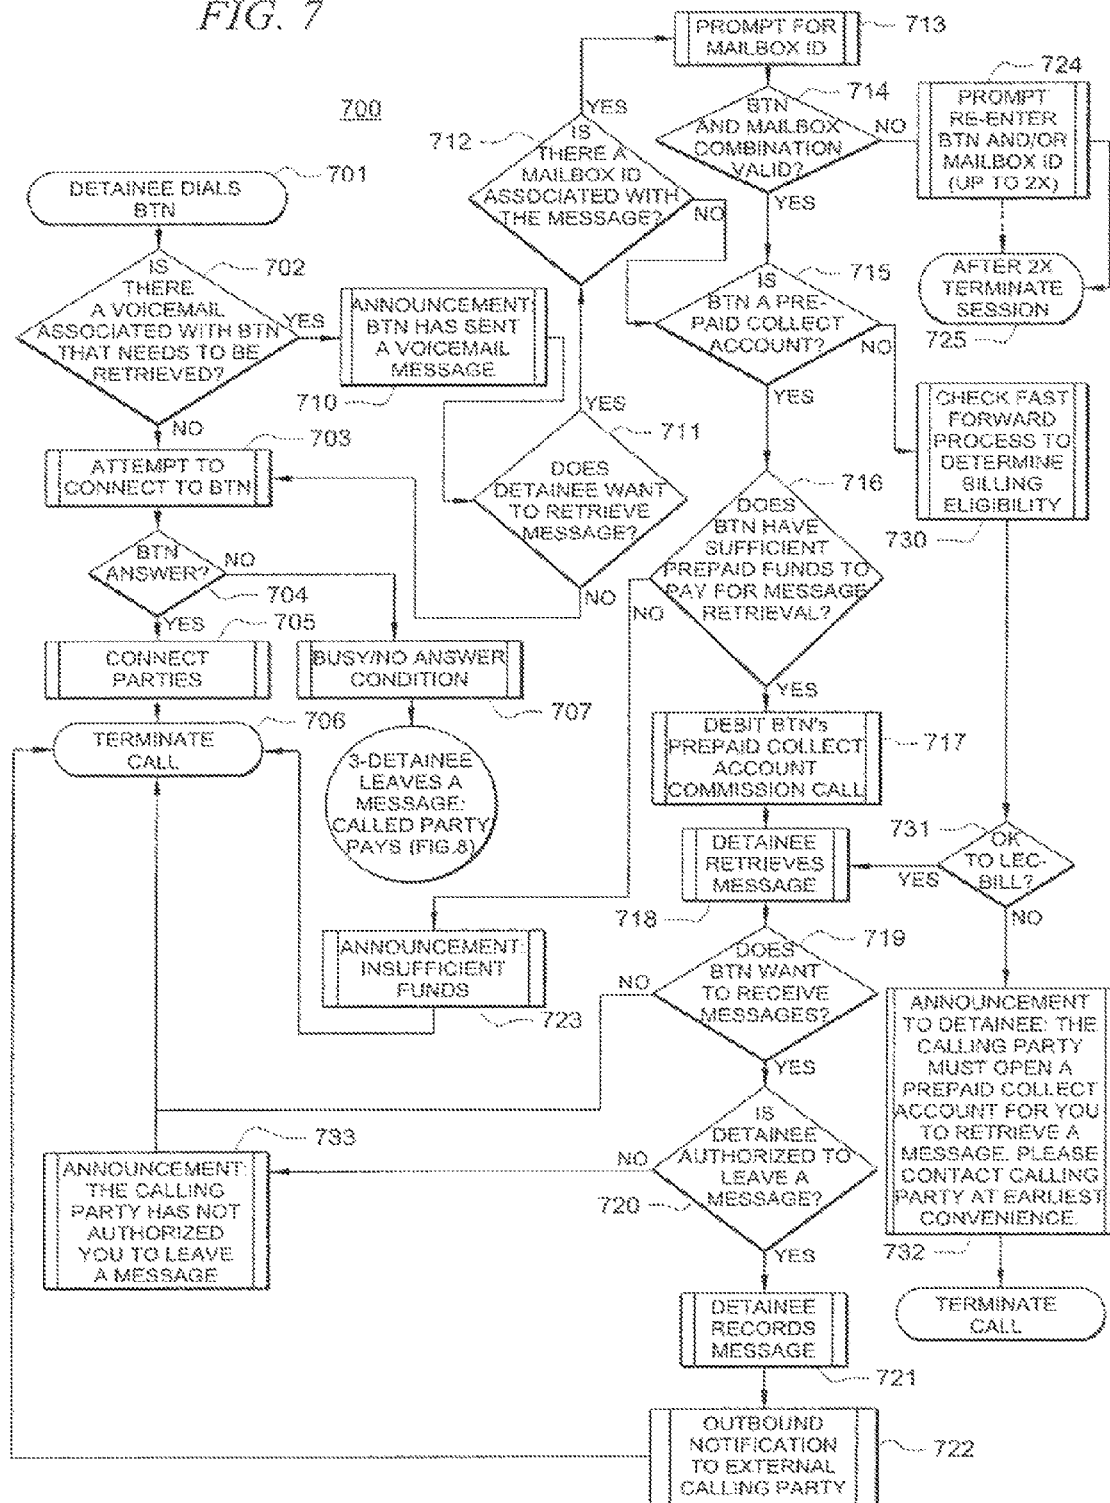 FIG. 7
700
701
DETAINEE DIALS
BTN
702
IS
THERE
A VOICEMAIL
ASSOCIATED WITH BTN
THAT NEEDS TO BE
RETRIEVED?
YES
NO
703
ATTEMPT TO
CONNECT TO BTN
BTN
ANSWER?
NO
704
YES
705
CONNECT
PARTIES
706
TERMINATE
CALL
BUSY/NO ANSWER
CONDITION
707
3-DETAINEE
LEAVES A
MESSAGE:
CALLED PARTY
PAYS (FIG.8)
ANNOUNCEMENT:
BTN HAS SENT
A VOICEMAIL
MESSAGE
710
YES
711
DOES
DETAINEE WANT
TO RETRIEVE
MESSAGE?
NO
712
YES
IS
THERE A
MAILBOX ID
ASSOCIATED WITH
THE MESSAGE?
NO
PROMPT FOR
MAILBOX ID
713
714
BTN
AND MAILBOX
COMBINATION
VALID?
NO
YES
724
PROMPT
RE-ENTER
BTN AND/OR
MAILBOX ID
(UP TO 2X)
AFTER 2X
TERMINATE
SESSION
725
715
IS
BTN A PRE-
PAID COLLECT
ACCOUNT?
NO
YES
CHECK FAST
FORWARD
PROCESS TO
DETERMINE
BILLING
ELIGIBILITY
730
716
DOES
BTN HAVE
SUFFICIENT
PREPAID FUNDS TO
PAY FOR MESSAGE
RETRIEVAL?
NO
YES
DEBIT BTN's
PREPAID COLLECT
ACCOUNT
COMMISSION CALL
717
DETAINEE
RETRIEVES
MESSAGE
718
731
OK
TO LEC-
BILL?
YES
NO
ANNOUNCEMENT:
INSUFFICIENT
FUNDS
723
719
DOES
BTN WANT
TO RECEIVE
MESSAGES?
NO
YES
IS
DETAINEE
AUTHORIZED TO
LEAVE A
MESSAGE?
NO
720
YES
ANNOUNCEMENT
TO DETAINEE: THE
CALLING PARTY
MUST OPEN A
PREPAID COLLECT
ACCOUNT FOR YOU
TO RETRIEVE A
MESSAGE. PLEASE
CONTACT CALLING
PARTY AT EARLIEST
CONVENIENCE.
732
TERMINATE
CALL
733
ANNOUNCEMENT:
THE CALLING
PARTY HAS NOT
AUTHORIZED
YOU TO LEAVE
A MESSAGE
DETAINEE
RECORDS
MESSAGE
721
OUTBOUND
NOTIFICATION
TO EXTERNAL
CALLING PARTY
722